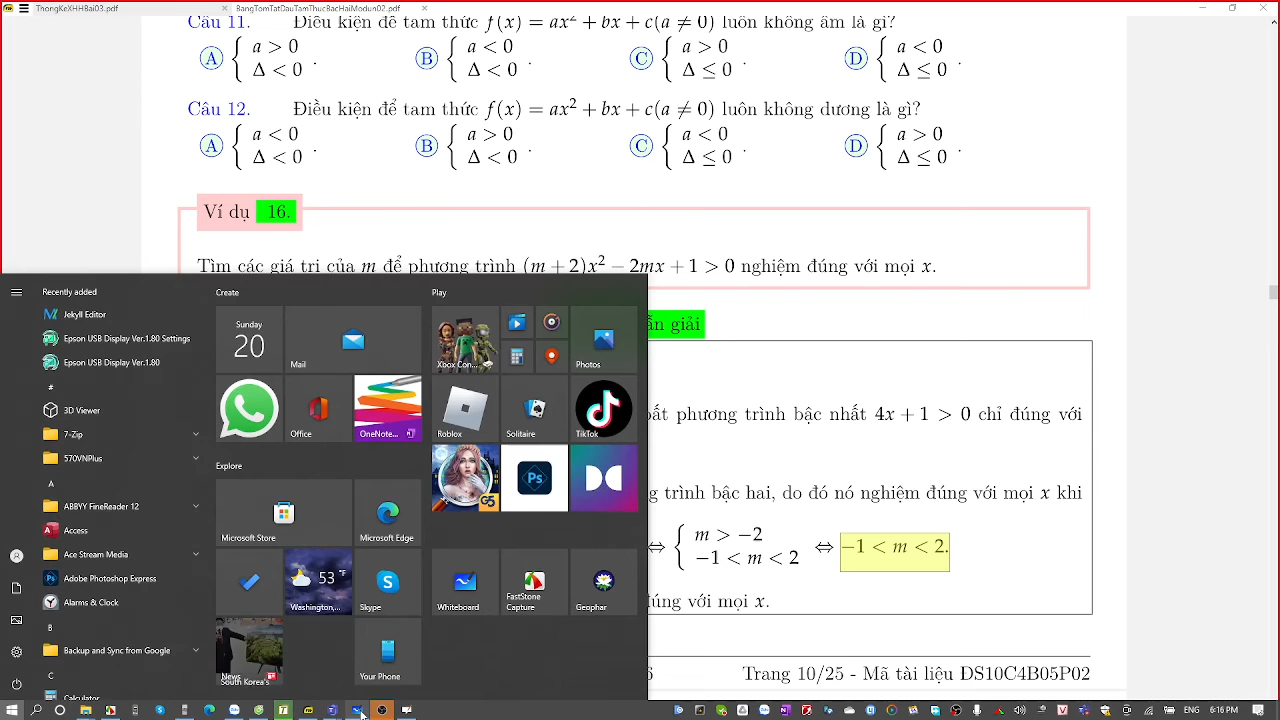 ThongKeXHHBai03.pdf
BangTomTatDauTamThucBacHaiModun02.pdf
Câu 11. Điều kiện để tam thức f(x) = ax² + bx + c(a ≠ 0) luôn không âm là gì?
A { a > 0 Δ < 0 . B { a < 0 Δ < 0 . C { a > 0 Δ ≤ 0 . D { a < 0 Δ ≤ 0 .
Câu 12. Điều kiện để tam thức f(x) = ax² + bx + c(a ≠ 0) luôn không dương là gì?
A { a < 0 Δ < 0 . B { a > 0 Δ < 0 . C { a < 0 Δ ≤ 0 . D { a > 0 Δ ≤ 0 .
Ví dụ 16.
Tìm các giá trị của m để phương trình (m + 2)x² − 2mx + 1 > 0 nghiệm đúng với mọi x.
giải
phương trình bậc nhất 4x + 1 > 0 chỉ đúng với
trình bậc hai, do đó nó nghiệm đúng với mọi x khi
⇔ { m > −2 −1 < m < 2 ⇔ −1 < m < 2.
với mọi x.
6 Trang 10/25 - Mã tài liệu DS10C4B05P02
Recently added
Jekyll Editor
Epson USB Display Ver.1.80 Settings
Epson USB Display Ver.1.80
#
3D Viewer
7-Zip
570VNPlus
A
ABBYY FineReader 12
Access
Ace Stream Media
Adobe Photoshop Express
Alarms & Clock
B
Backup and Sync from Google
Calculator
Create
Sunday
20
Mail
Office
OneNote...
Explore
Microsoft Store
Microsoft Edge
53 °F
Washington,...
Skype
News
South Korea's
Your Phone
Play
Xbox Con...
Photos
Roblox
Solitaire
TikTok
G5
Ps
Whiteboard
FastStone
Capture
Geophar
6:16 PM